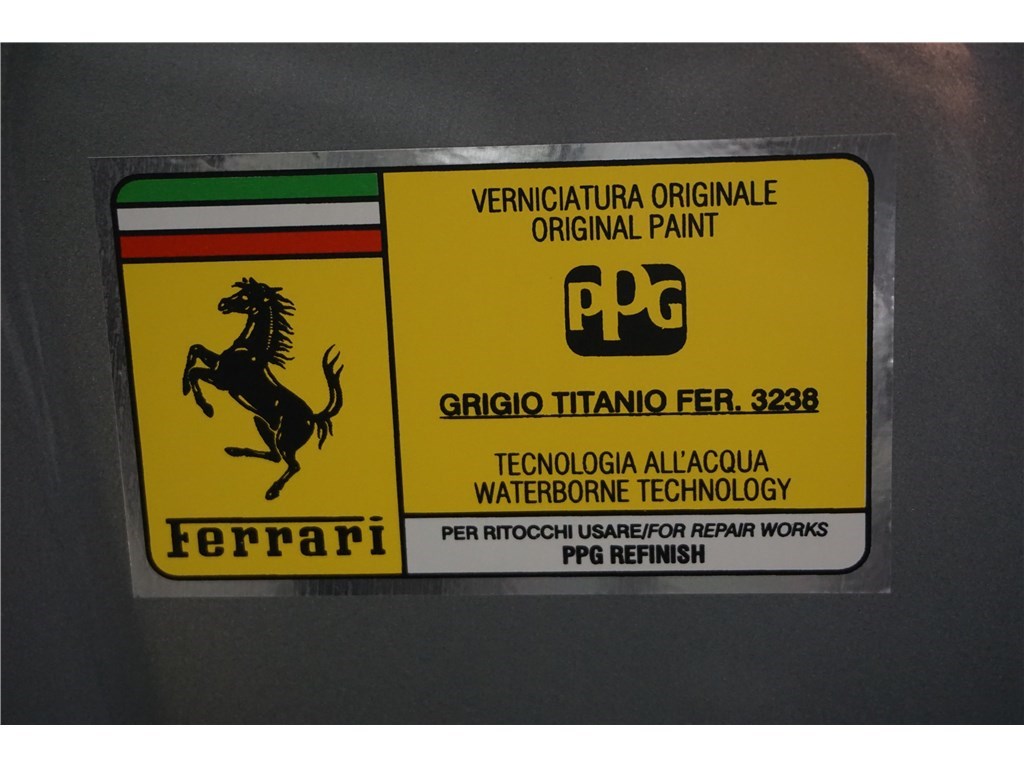 VERNICIATURA ORIGINALE
ORIGINAL PAINT
PPG
GRIGIO TITANIO FER. 3238
TECNOLOGIA ALL'ACQUA
WATERBORNE TECHNOLOGY
Ferrari
PER RITOCCHI USARE/FOR REPAIR WORKS
PPG REFINISH